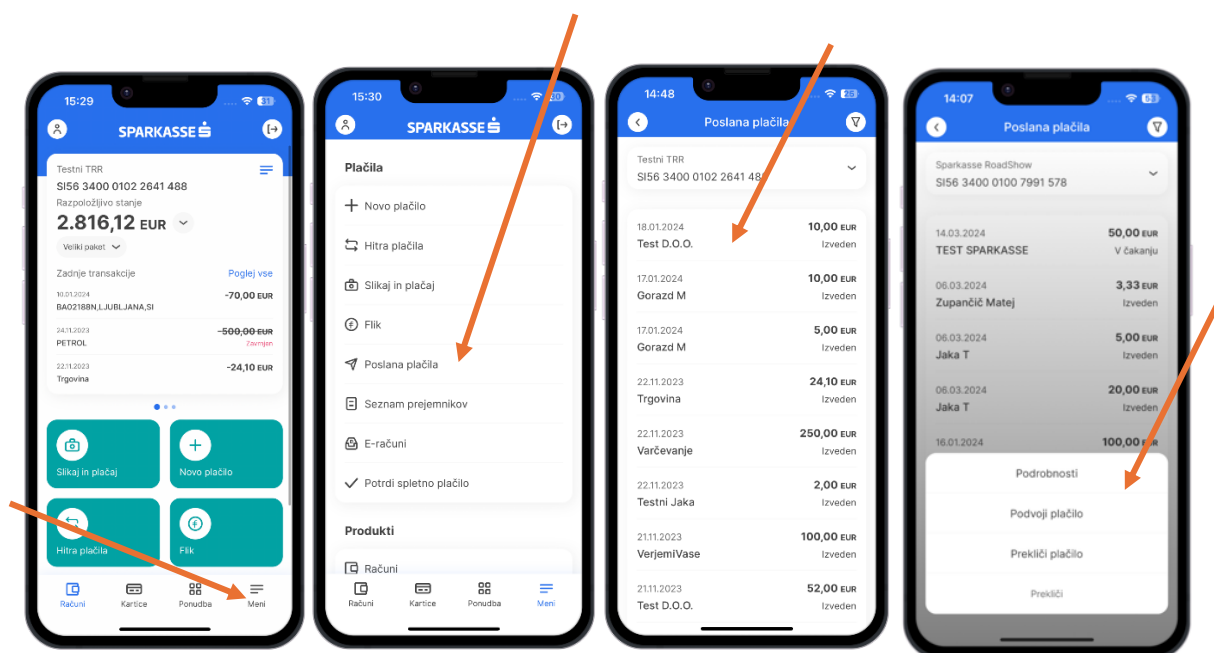 15:29
31
SPARKASSE
Testni TRR
SI56 3400 0102 2641 488
Razpoložljivo stanje
2.816,12 EUR
Veliki paket
Zadnje transakcije Poglej vse
10.01.2024 -70,00 EUR
BA02188N,LJUBLJANA,SI
24.11.2023 -500,00 EUR
PETROL Zavrnjen
22.11.2023 -24,10 EUR
Trgovina
Slikaj in plačaj
Novo plačilo
Hitra plačila
Flik
Računi Kartice Ponudba Meni
15:30
SPARKASSE
Plačila
Novo plačilo
Hitra plačila
Slikaj in plačaj
Flik
Poslana plačila
Seznam prejemnikov
E-računi
Potrdi spletno plačilo
Produkti
Računi
Računi Kartice Ponudba Meni
14:48
Poslana plačila
Testni TRR
SI56 3400 0102 2641 488
18.01.2024 10,00 EUR
Test D.O.O. Izveden
17.01.2024 10,00 EUR
Gorazd M Izveden
17.01.2024 5,00 EUR
Gorazd M Izveden
22.11.2023 24,10 EUR
Trgovina Izveden
22.11.2023 250,00 EUR
Varčevanje Izveden
22.11.2023 2,00 EUR
Testni Jaka Izveden
21.11.2023 100,00 EUR
VerjemiVase Izveden
21.11.2023 52,00 EUR
Test D.O.O. Izveden
14:07
Poslana plačila
Sparkasse RoadShow
SI56 3400 0100 7991 578
14.03.2024 50,00 EUR
TEST SPARKASSE V čakanju
06.03.2024 3,33 EUR
Zupančič Matej Izveden
06.03.2024 5,00 EUR
Jaka T Izveden
06.03.2024 20,00 EUR
Jaka T Izveden
16.01.2024 100,00 EUR
Podrobnosti
Podvoji plačilo
Prekliči plačilo
Prekliči